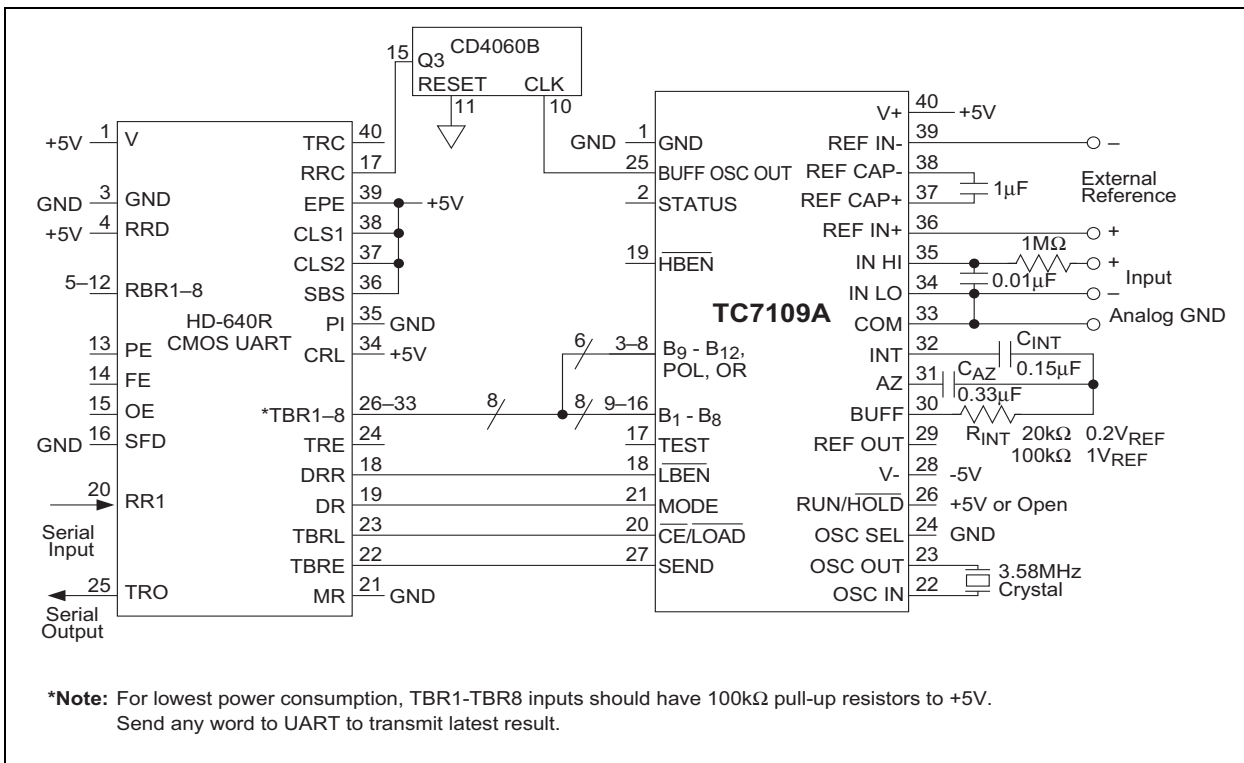 CD4060B
15 Q3
RESET CLK
11 10
HD-640R
CMOS UART
+5V 1 V
GND 3 GND
+5V 4 RRD
5–12 RBR1–8
13 PE
14 FE
15 OE
GND 16 SFD
20 RR1
Serial
Input
25 TRO
Serial
Output
TRC 40
RRC 17
EPE 39 +5V
CLS1 38
CLS2 37
SBS 36
PI 35 GND
CRL 34 +5V
*TBR1–8 26–33 8 8 6
TRE 24
DRR 18
DR 19
TBRL 23
TBRE 22
MR 21 GND
TC7109A
GND 1 GND
25 BUFF OSC OUT
2 STATUS
19 HBEN
3–8 B9 - B12,
POL, OR
9–16 B1 - B8
17 TEST
18 LBEN
21 MODE
20 CE/LOAD
27 SEND
V+ 40 +5V
REF IN- 39 –
REF CAP- 38
1µF
REF CAP+ 37
External
Reference
REF IN+ 36 +
IN HI 35 1MΩ +
0.01µF
Input
IN LO 34 –
COM 33 Analog GND
INT 32 CINT
0.15µF
AZ 31 CAZ
0.33µF
BUFF 30
RINT 20kΩ 0.2VREF
100kΩ 1VREF
REF OUT 29
V- 28 -5V
RUN/HOLD 26 +5V or Open
OSC SEL 24 GND
OSC OUT 23
3.58MHz
Crystal
OSC IN 22
*Note: For lowest power consumption, TBR1-TBR8 inputs should have 100kΩ pull-up resistors to +5V.
Send any word to UART to transmit latest result.